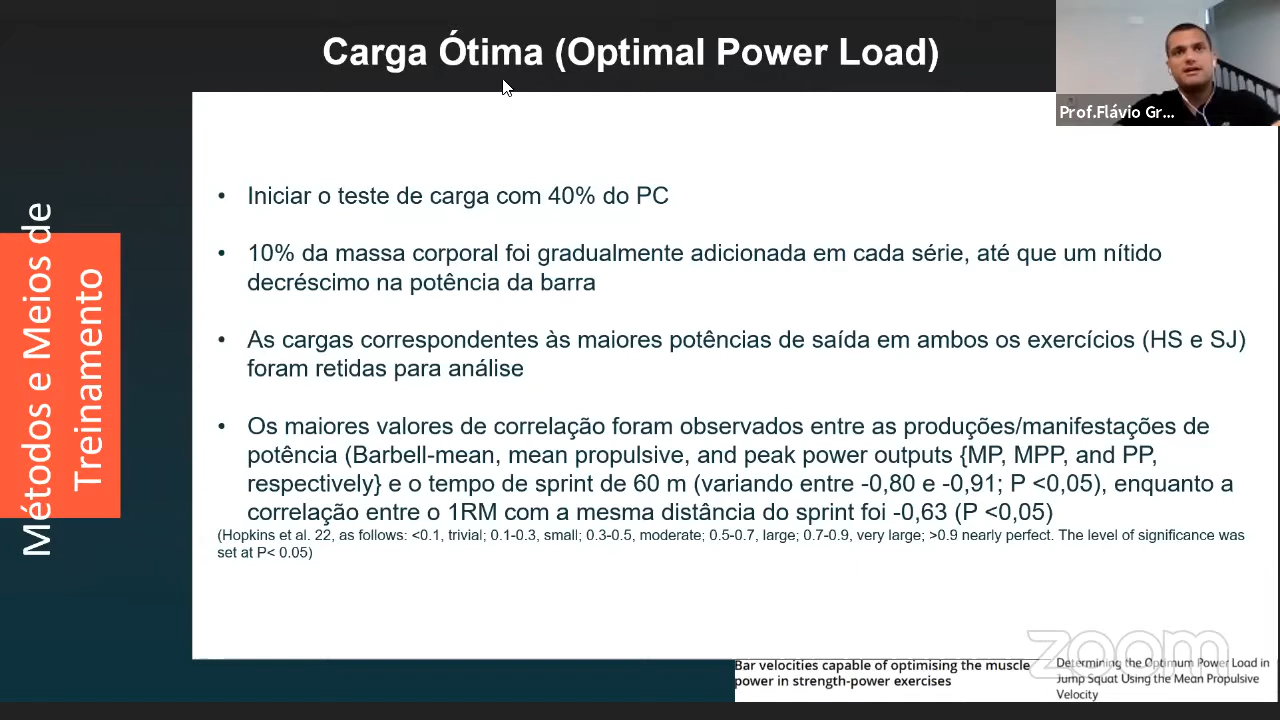 Carga Ótima (Optimal Power Load)
Prof.Flávio Gr...
Métodos e Meios de
Treinamento
• Iniciar o teste de carga com 40% do PC
• 10% da massa corporal foi gradualmente adicionada em cada série, até que um nítido
decréscimo na potência da barra
• As cargas correspondentes às maiores potências de saída em ambos os exercícios (HS e SJ)
foram retidas para análise
• Os maiores valores de correlação foram observados entre as produções/manifestações de
potência (Barbell-mean, mean propulsive, and peak power outputs {MP, MPP, and PP,
respectively} e o tempo de sprint de 60 m (variando entre -0,80 e -0,91; P <0,05), enquanto a
correlação entre o 1RM com a mesma distância do sprint foi -0,63 (P <0,05)
(Hopkins et al. 22, as follows: <0.1, trivial; 0.1-0.3, small; 0.3-0.5, moderate; 0.5-0.7, large; 0.7-0.9, very large; >0.9 nearly perfect. The level of significance was
set at P< 0.05)
zoom
Bar velocities capable of optimising the muscle
power in strength-power exercises
Determining the Optimum Power Load in
Jump Squat Using the Mean Propulsive
Velocity